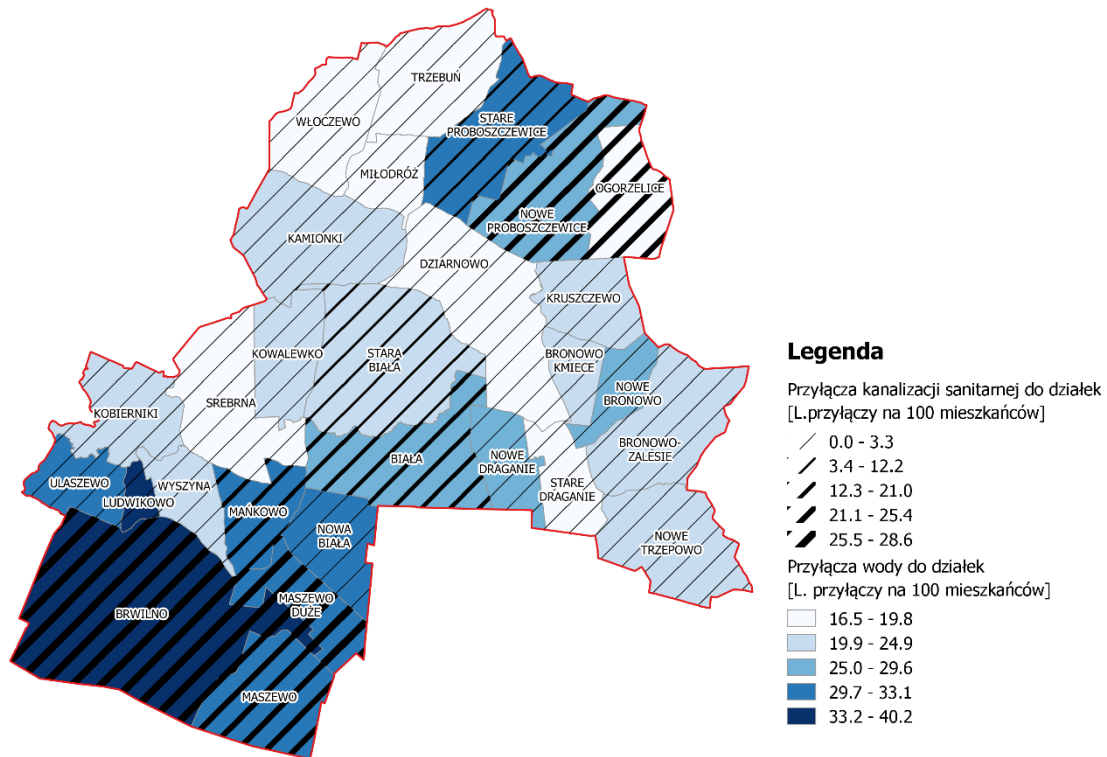 TRZEBUŃ
WŁOCZEWO
STARE
PROBOSZCZEWICE
MIŁODRÓŻ
OGORZELICE
NOWE
PROBOSZCZEWICE
KAMIONKI
DZIARNOWO
KRUSZCZEWO
KOWALEWKO
STARA
BIAŁA
BRONOWO
KMIECE
NOWE
BRONOWO
SREBRNA
KOBIERNIKI
BRONOWO-
ZALESIE
BIAŁA
NOWE
DRAGANIE
STARE
DRAGANIE
ULASZEWO
WYSZYNA
LUDWIKOWO
MAŃKOWO
NOWA
BIAŁA
NOWE
TRZEPOWO
MASZEWO
DUŻE
BRWILNO
MASZEWO
Legenda
Przyłącza kanalizacji sanitarnej do działek
[L.przyłączy na 100 mieszkańców]
0.0 - 3.3
3.4 - 12.2
12.3 - 21.0
21.1 - 25.4
25.5 - 28.6
Przyłącza wody do działek
[L. przyłączy na 100 mieszkańców]
16.5 - 19.8
19.9 - 24.9
25.0 - 29.6
29.7 - 33.1
33.2 - 40.2